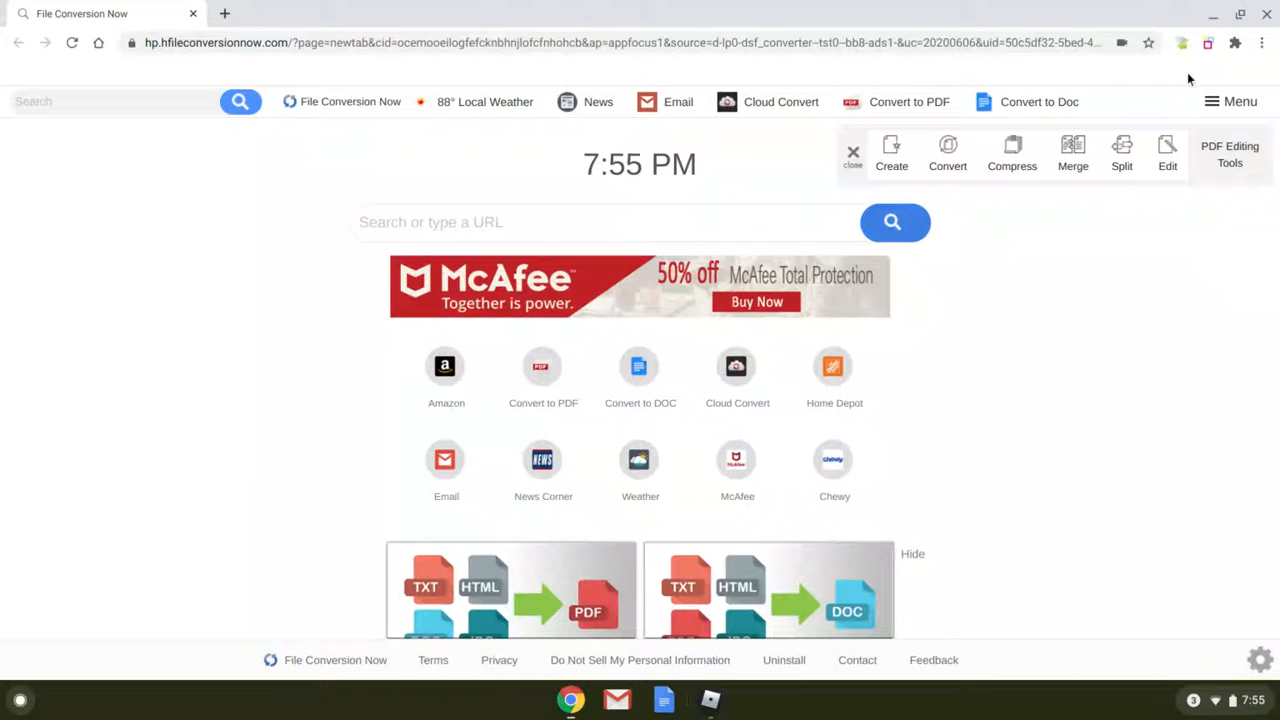 File Conversion Now
hp.hfileconversionnow.com/?page=newtab&cid=ocemooeilogfefcknbhnjlofcfnhohcb&ap=appfocus1&source=d-lp0-dsf_converter--tst0--bb8-ads1-&uc=20200606&uid=50c5df32-5bed-4...
Search File Conversion Now 88° Local Weather News Email Cloud Convert Convert to PDF Convert to Doc Menu
close Create Convert Compress Merge Split Edit
PDF Editing
Tools
7:55 PM
Search or type a URL
McAfee™
Together is power.
50% off McAfee Total Protection
Buy Now
a PDF
Amazon Convert to PDF Convert to DOC Cloud Convert Home Depot
NEWS McAfee chewy
Email News Corner Weather McAfee Chewy
TXT HTML PDF
TXT HTML DOC
Hide
File Conversion Now Terms Privacy Do Not Sell My Personal Information Uninstall Contact Feedback
3 7:55